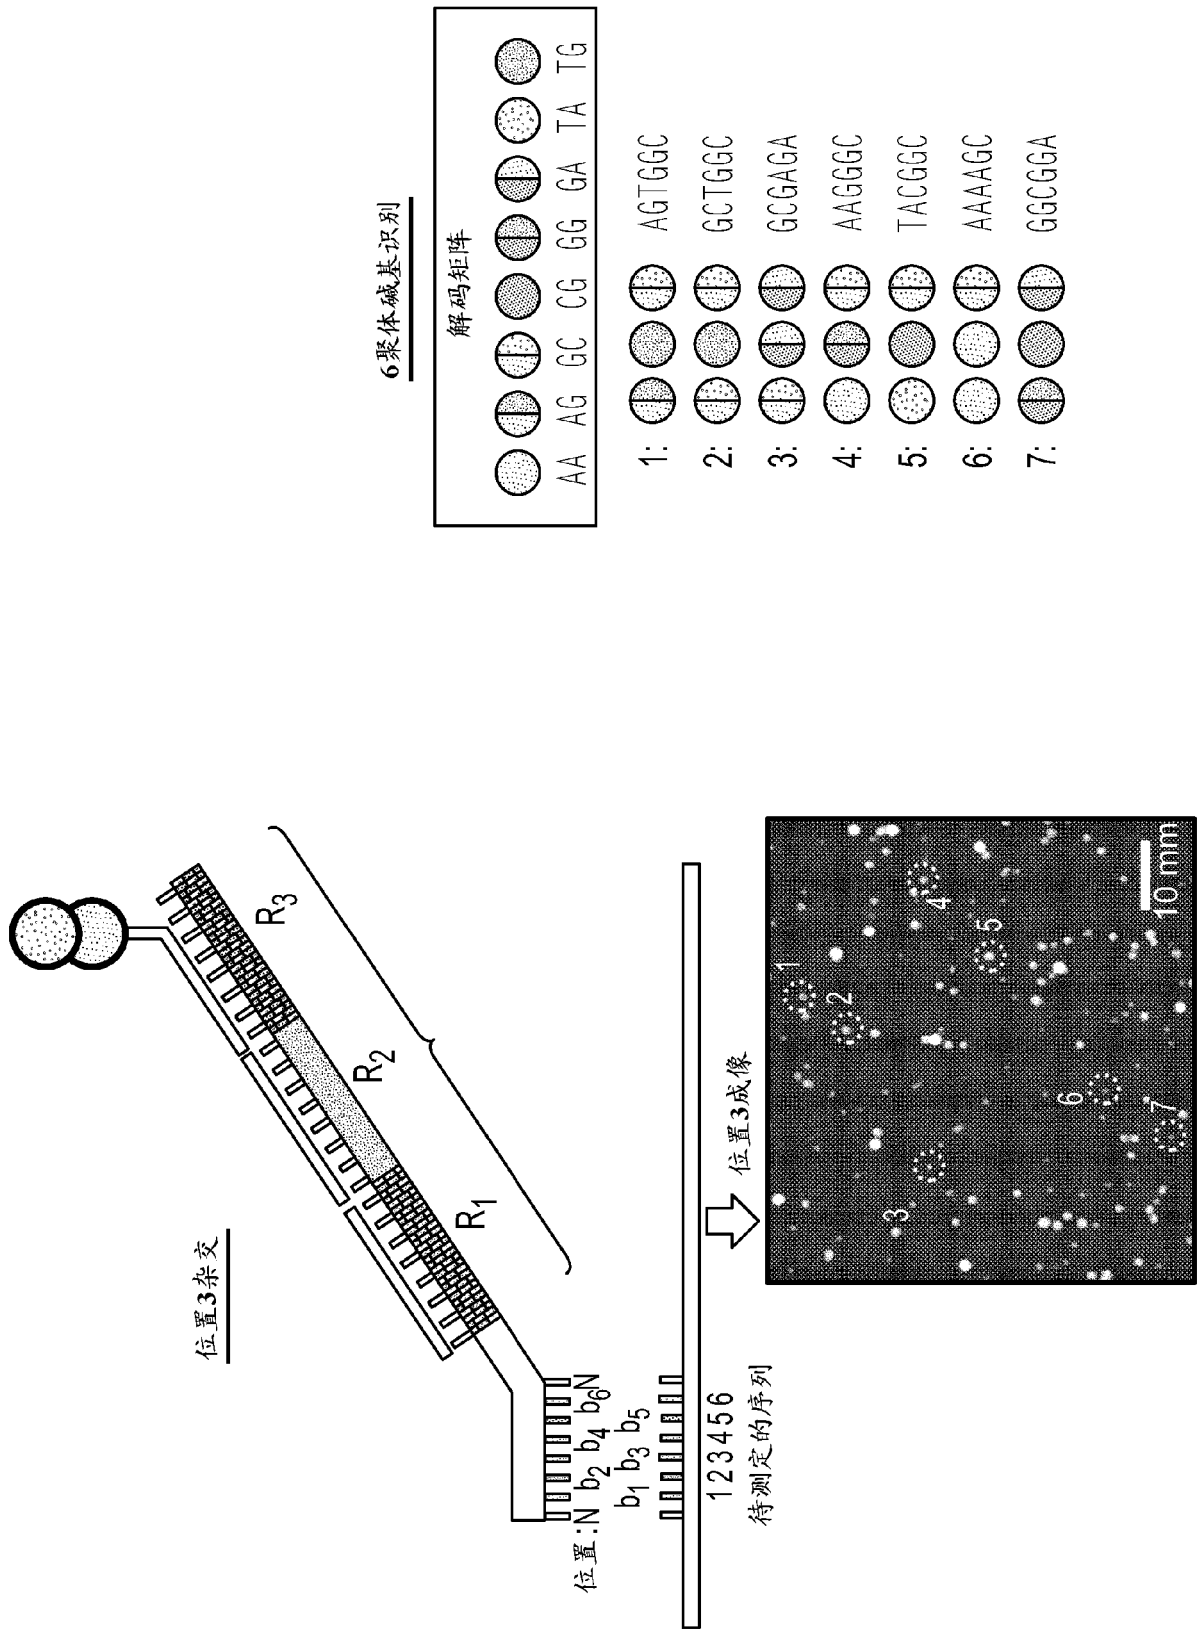 位置3杂交
R1
R2
R3
位置:N b2 b4 b6N
b1 b3 b5
123456
待测定的序列
位置3成像
1
2
3
4
5
6
7
10 mm
6聚体碱基识别
解码矩阵
AA AG GC CG GG GA TA TG
1: AGTGGC
2: GCTGGC
3: GCGAGA
4: AAGGGC
5: TACGGC
6: AAAAGC
7: GGCGGA